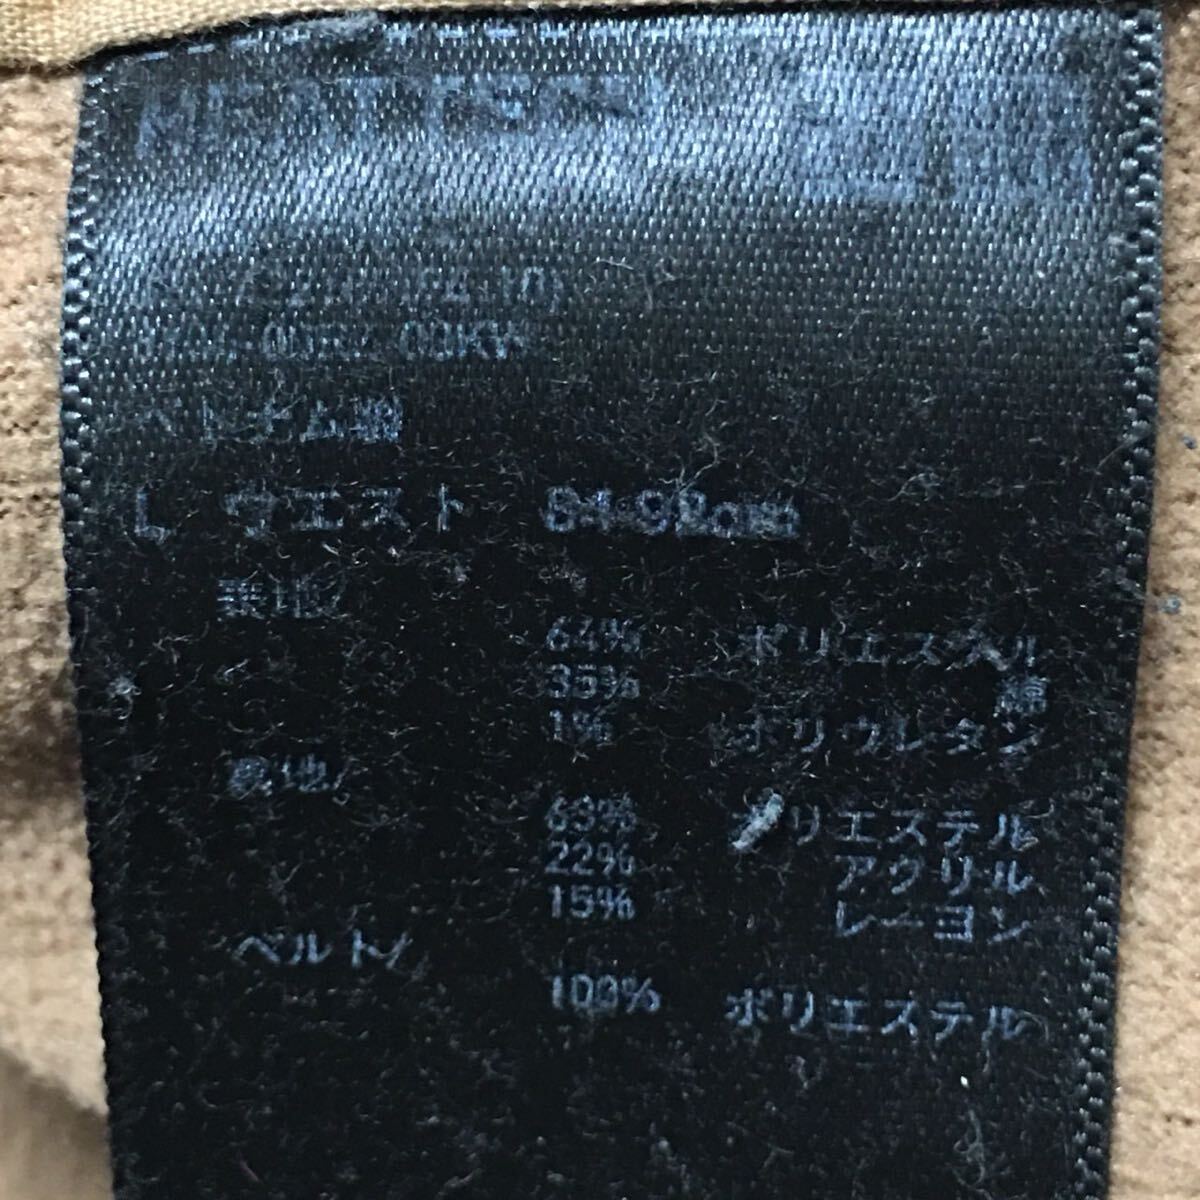 ベトナム製
L ウエスト 84-92cm
表地/
64% ポリエステル
35% 綿
1% ポリウレタン
裏地/
63% ポリエステル
22% アクリル
15% レーヨン
ベルト/
100% ポリエステル